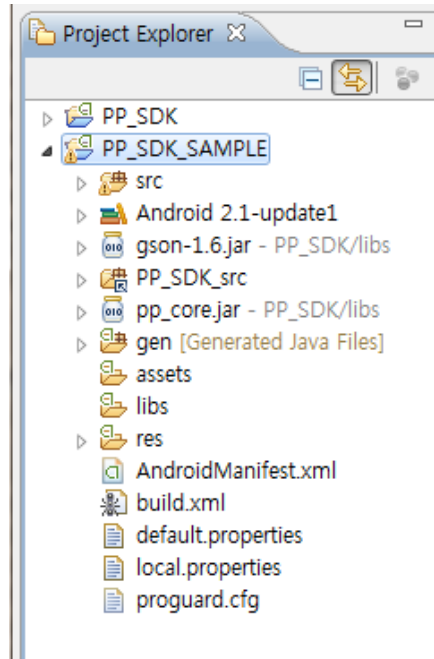 Project Explorer
PP_SDK
PP_SDK_SAMPLE
src
Android 2.1-update1
gson-1.6.jar - PP_SDK/libs
PP_SDK_src
pp_core.jar - PP_SDK/libs
gen [Generated Java Files]
assets
libs
res
AndroidManifest.xml
build.xml
default.properties
local.properties
proguard.cfg